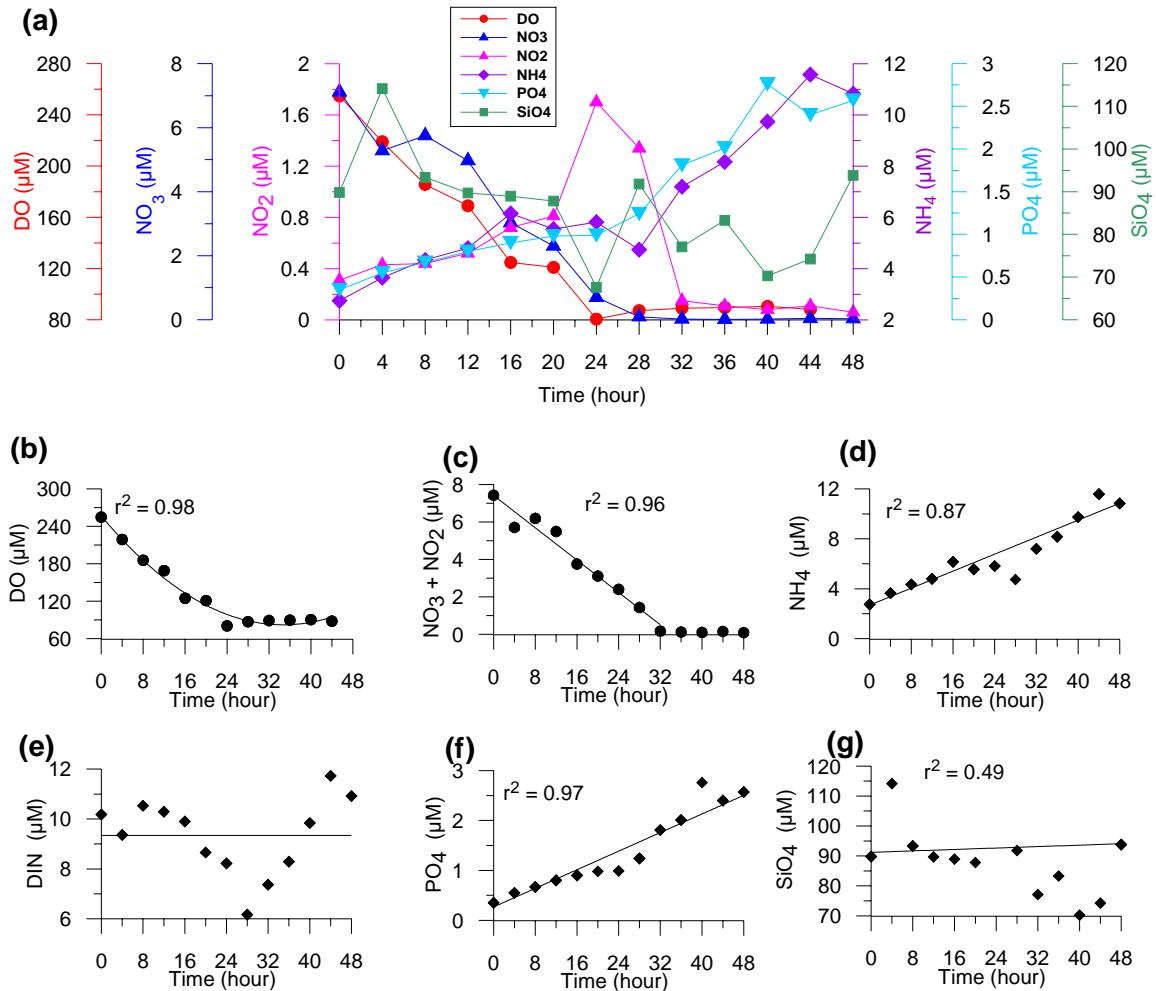 (a)
DO
NO3
NO2
NH4
PO4
SiO4
280
240
200
160
120
80
DO (µM)
8
6
4
2
0
NO3 (µM)
2
1.6
1.2
0.8
0.4
0
NO2 (µM)
12
10
8
6
4
2
NH4 (µM)
3
2.5
2
1.5
1
0.5
0
PO4 (µM)
120
110
100
90
80
70
60
SiO4 (µM)
0 4 8 12 16 20 24 28 32 36 40 44 48
Time (hour)
(b)
r2 = 0.98
300
240
180
120
60
DO (µM)
0 8 16 24 32 40 48
Time (hour)
(c)
r2 = 0.96
8
6
4
2
0
NO3 + NO2 (µM)
0 8 16 24 32 40 48
Time (hour)
(d)
r2 = 0.87
12
8
4
0
NH4 (µM)
0 8 16 24 32 40 48
Time (hour)
(e)
12
10
8
6
DIN (µM)
0 8 16 24 32 40 48
Time (hour)
(f)
r2 = 0.97
3
2
1
0
PO4 (µM)
0 8 16 24 32 40 48
Time (hour)
(g)
r2 = 0.49
120
110
100
90
80
70
SiO4 (µM)
0 8 16 24 32 40 48
Time (hour)